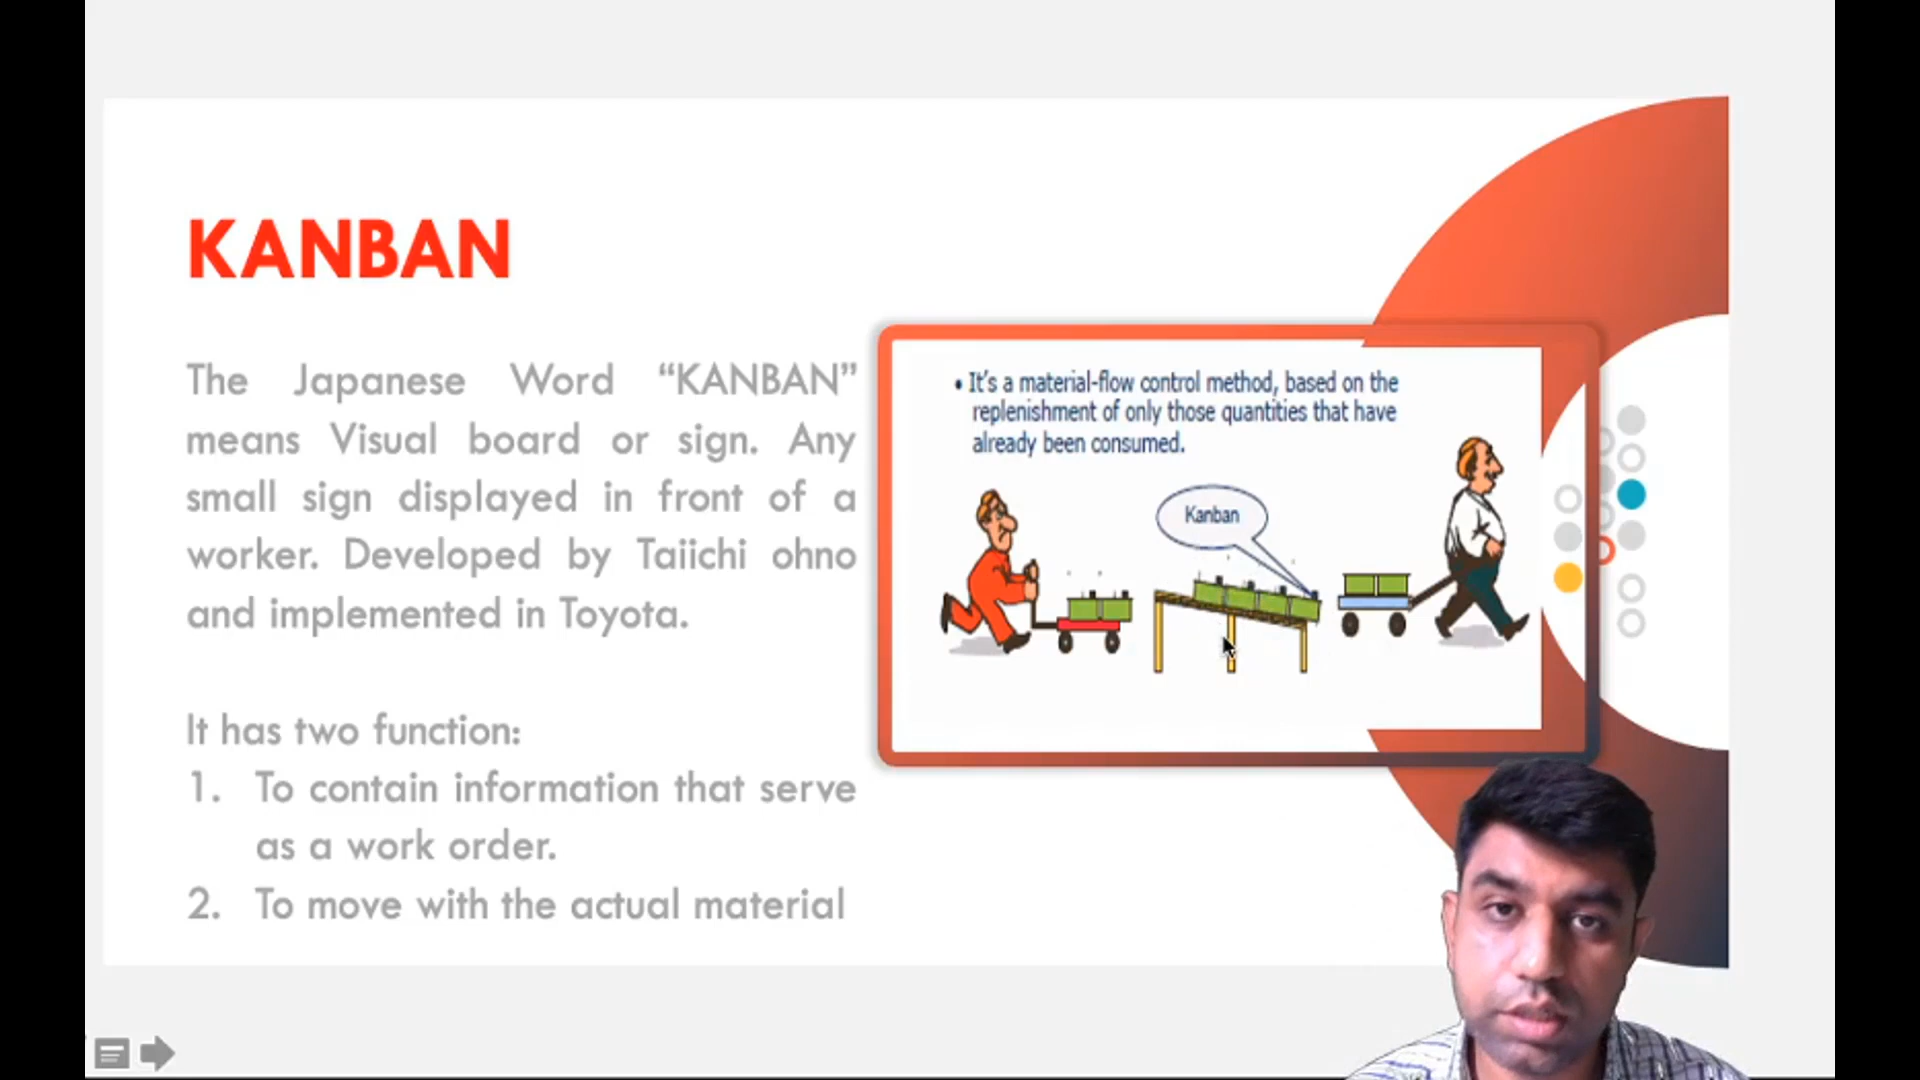 KANBAN
The Japanese Word “KANBAN”
means Visual board or sign. Any
small sign displayed in front of a
worker. Developed by Taiichi ohno
and implemented in Toyota.
It has two function:
1. To contain information that serve
as a work order.
2. To move with the actual material
• It's a material-flow control method, based on the
replenishment of only those quantities that have
already been consumed.
Kanban